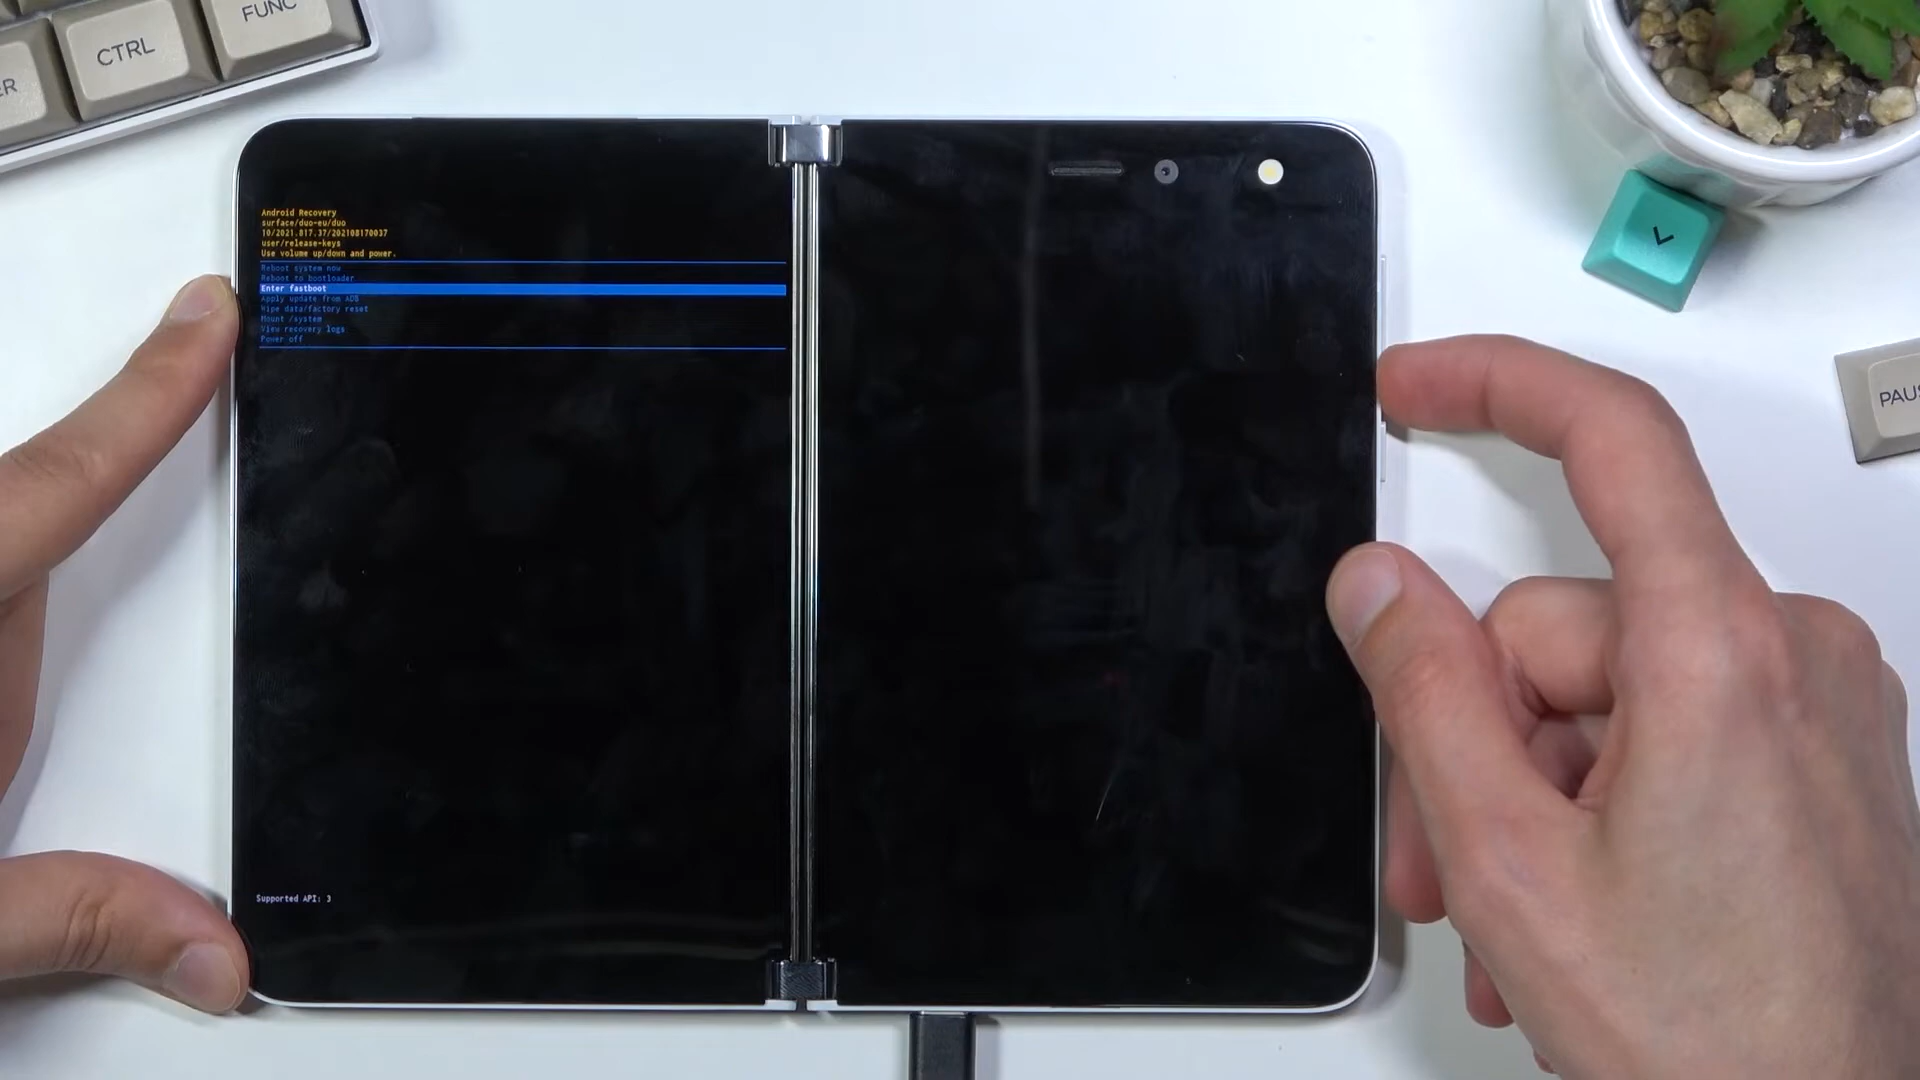 FUNC
CTRL
ER
Android Recovery
surface/duo-eu/duo
10/2021.817.37/202108170037
user/release-keys
Use volume up/down and power.
Reboot system now
Reboot to bootloader
Enter fastboot
Apply update from ADB
Wipe data/factory reset
Mount /system
View recovery logs
Power off
PAUS
Supported API: 3